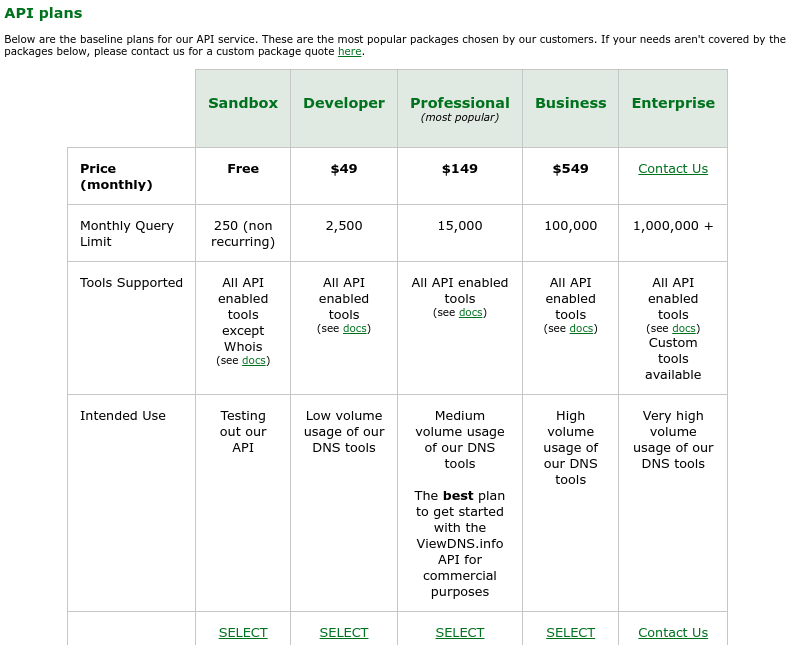 API plans
Below are the baseline plans for our API service. These are the most popular packages chosen by our customers. If your needs aren't covered by the
packages below, please contact us for a custom package quote here.
Sandbox
Developer
Professional
(most popular)
Business
Enterprise
Price
(monthly)
Free
$49
$149
$549
Contact Us
Monthly Query
Limit
250 (non
recurring)
2,500
15,000
100,000
1,000,000 +
Tools Supported
All API
enabled
tools
except
Whois
(see docs)
All API
enabled
tools
(see docs)
All API enabled
tools
(see docs)
All API
enabled
tools
(see docs)
All API
enabled
tools
(see docs)
Custom
tools
available
Intended Use
Testing
out our
API
Low volume
usage of our
DNS tools
Medium
volume usage
of our DNS
tools
The best plan
to get started
with the
ViewDNS.info
API for
commercial
purposes
High
volume
usage of
our DNS
tools
Very high
volume
usage of our
DNS tools
SELECT
SELECT
SELECT
SELECT
Contact Us